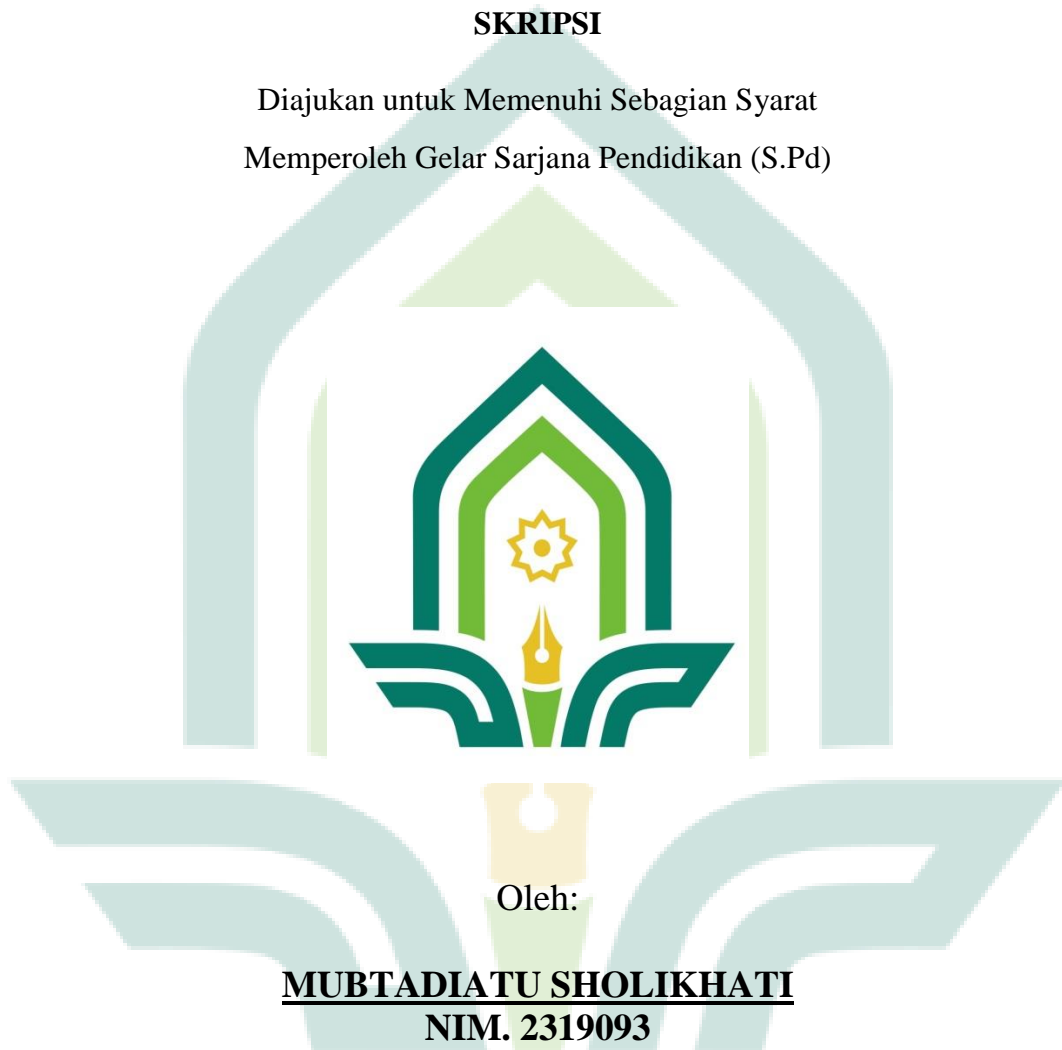 SKRIPSI
Diajukan untuk Memenuhi Sebagian Syarat
Memperoleh Gelar Sarjana Pendidikan (S.Pd)
Oleh:
MUBTADIATU SHOLIKHATI
NIM. 2319093